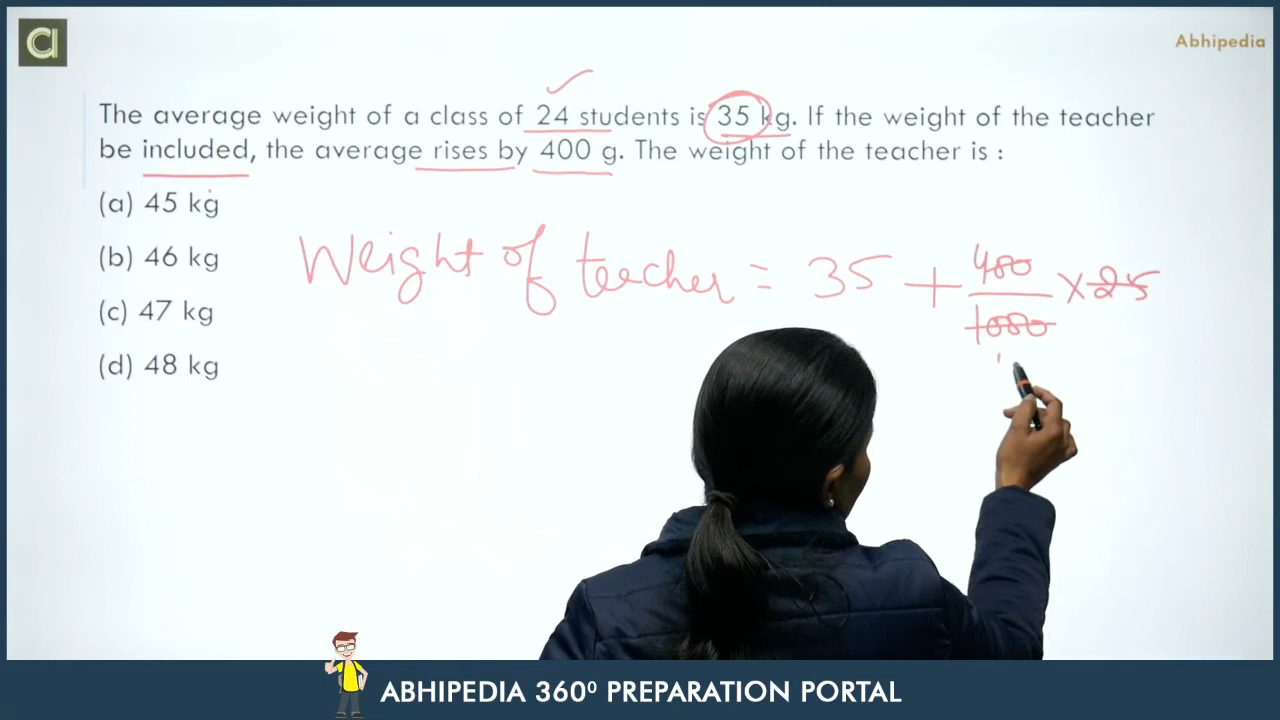 Abhipedia
The average weight of a class of 24 students is 35 kg. If the weight of the teacher
be included, the average rises by 400 g. The weight of the teacher is :
(a) 45 kg
(b) 46 kg
(c) 47 kg
(d) 48 kg
Weight of teacher = 35 + 400/1000 × 25
ABHIPEDIA 360⁰ PREPARATION PORTAL